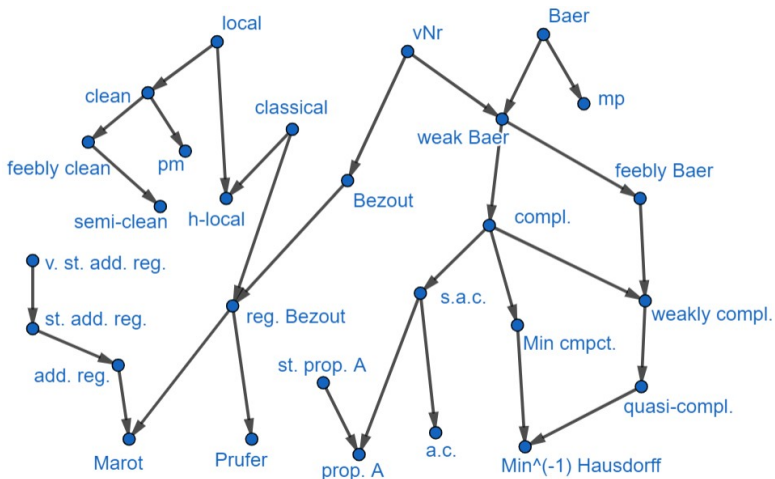 local
vNr
Baer
clean
classical
mp
weak Baer
feebly clean
pm
feebly Baer
semi-clean
h-local
Bezout
compl.
v. st. add. reg.
s.a.c.
weakly compl.
st. add. reg.
reg. Bezout
Min cmpct.
add. reg.
st. prop. A
quasi-compl.
Marot
Prufer
prop. A
a.c.
Min^(-1) Hausdorff